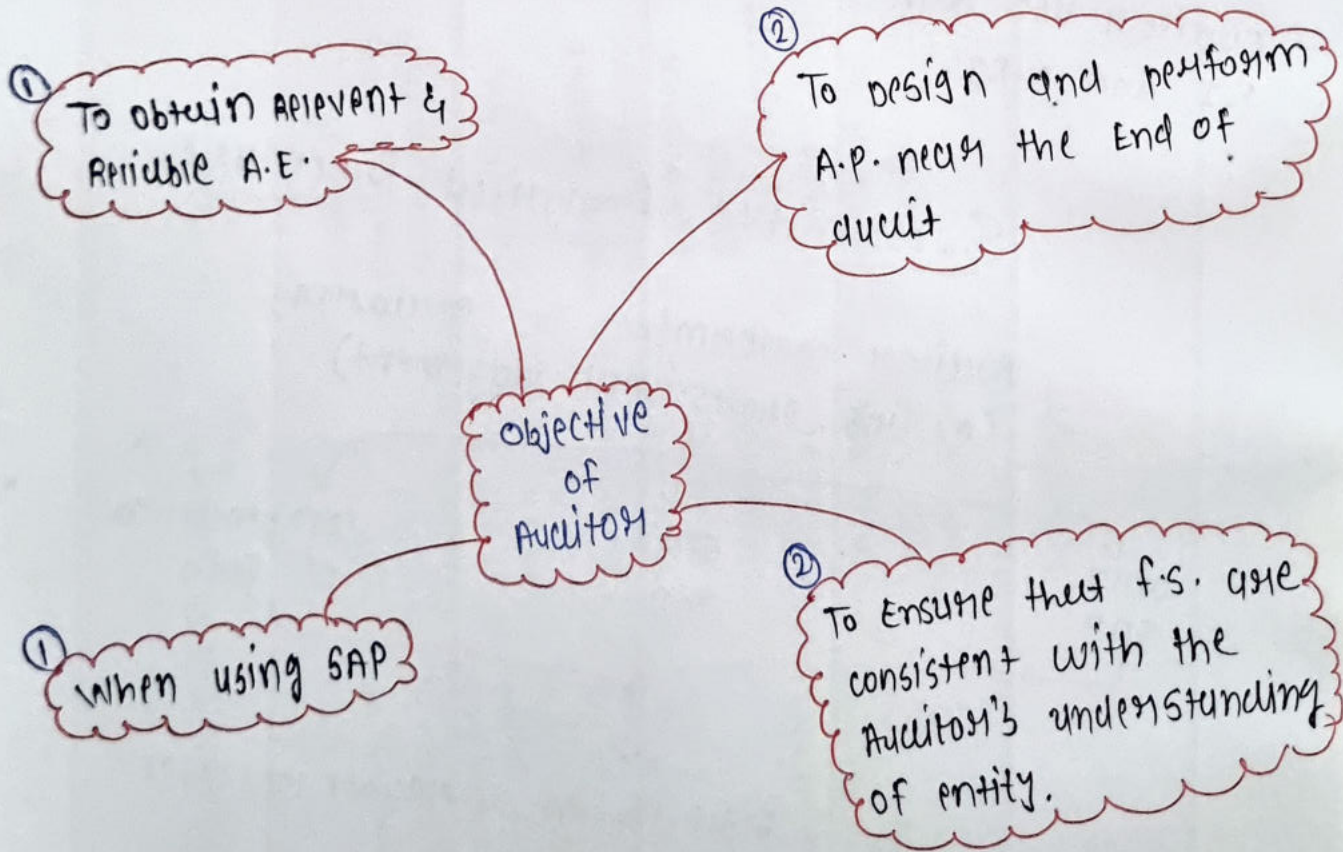 ①
To obtain Relevent &
Reliable A.E.
②
To Design and perform
A.P. near the End of
audit
Objective
of
Auditor
①
When using SAP
②
To Ensure that f.s. are
consistent with the
Auditor's understanding
of entity.